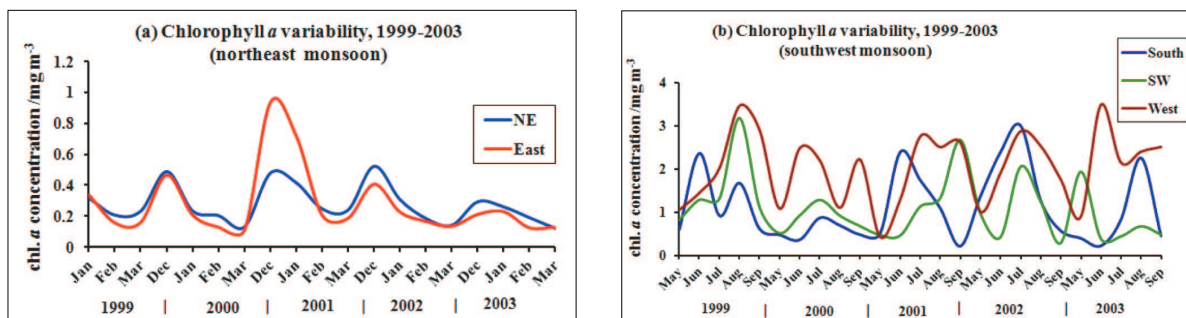 (a) Chlorophyll a variability, 1999-2003
(northeast monsoon)
chl. a concentration /mg m-3
1.2
1
0.8
0.6
0.4
0.2
0
NE
East
Jan
Feb
Mar
Dec
Jan
Feb
Mar
Dec
Jan
Feb
Mar
Dec
Jan
Feb
Mar
Dec
Jan
Feb
Mar
1999 | 2000 | 2001 | 2002 | 2003
(b) Chlorophyll a variability, 1999-2003
(southwest monsoon)
chl. a concentration /mg m-3
4
3
2
1
0
South
SW
West
May
Jun
Jul
Aug
Sep
May
Jun
Jul
Aug
Sep
May
Jun
Jul
Aug
Sep
May
Jun
Jul
Aug
Sep
May
Jun
Jul
Aug
Sep
1999 | 2000 | 2001 | 2002 | 2003